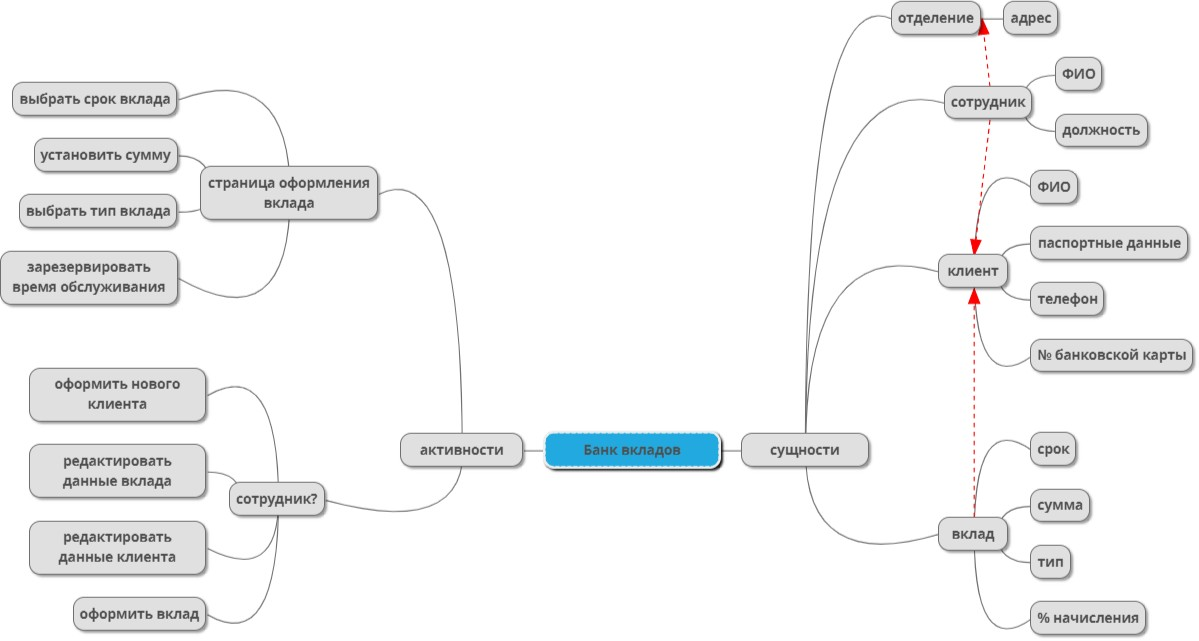 отделение
адрес
сотрудник
ФИО
должность
клиент
ФИО
паспортные данные
телефон
№ банковской карты
выбрать срок вклада
установить сумму
выбрать тип вклада
зарезервировать
время обслуживания
страница оформления
вклада
оформить нового
клиента
редактировать
данные вклада
редактировать
данные клиента
оформить вклад
сотрудник?
активности
Банк вкладов
сущности
вклад
срок
сумма
тип
% начисления